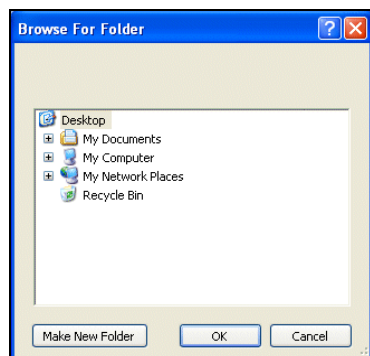 Browse For Folder
Desktop
My Documents
My Computer
My Network Places
Recycle Bin
Make New Folder OK Cancel